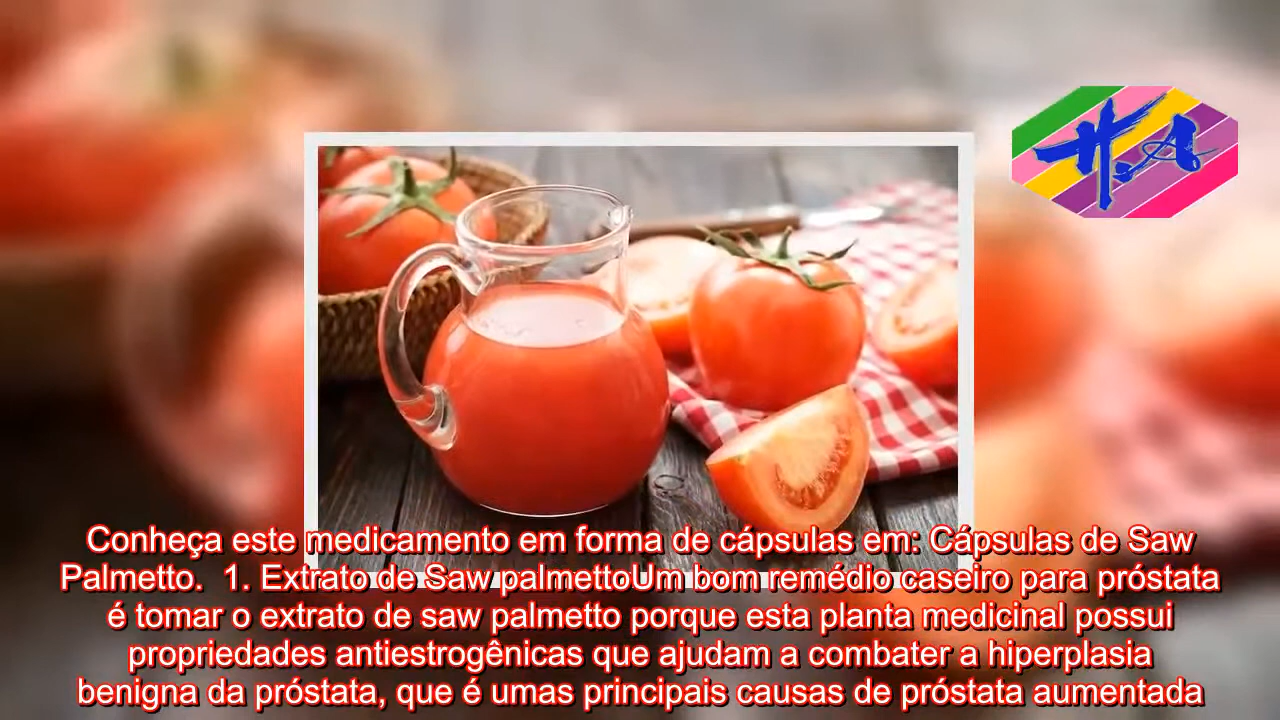 H.A
Conheça este medicamento em forma de cápsulas em: Cápsulas de Saw
Palmetto.  1. Extrato de Saw palmettoUm bom remédio caseiro para próstata
é tomar o extrato de saw palmetto porque esta planta medicinal possui
propriedades antiestrogênicas que ajudam a combater a hiperplasia
benigna da próstata, que é umas principais causas de próstata aumentada